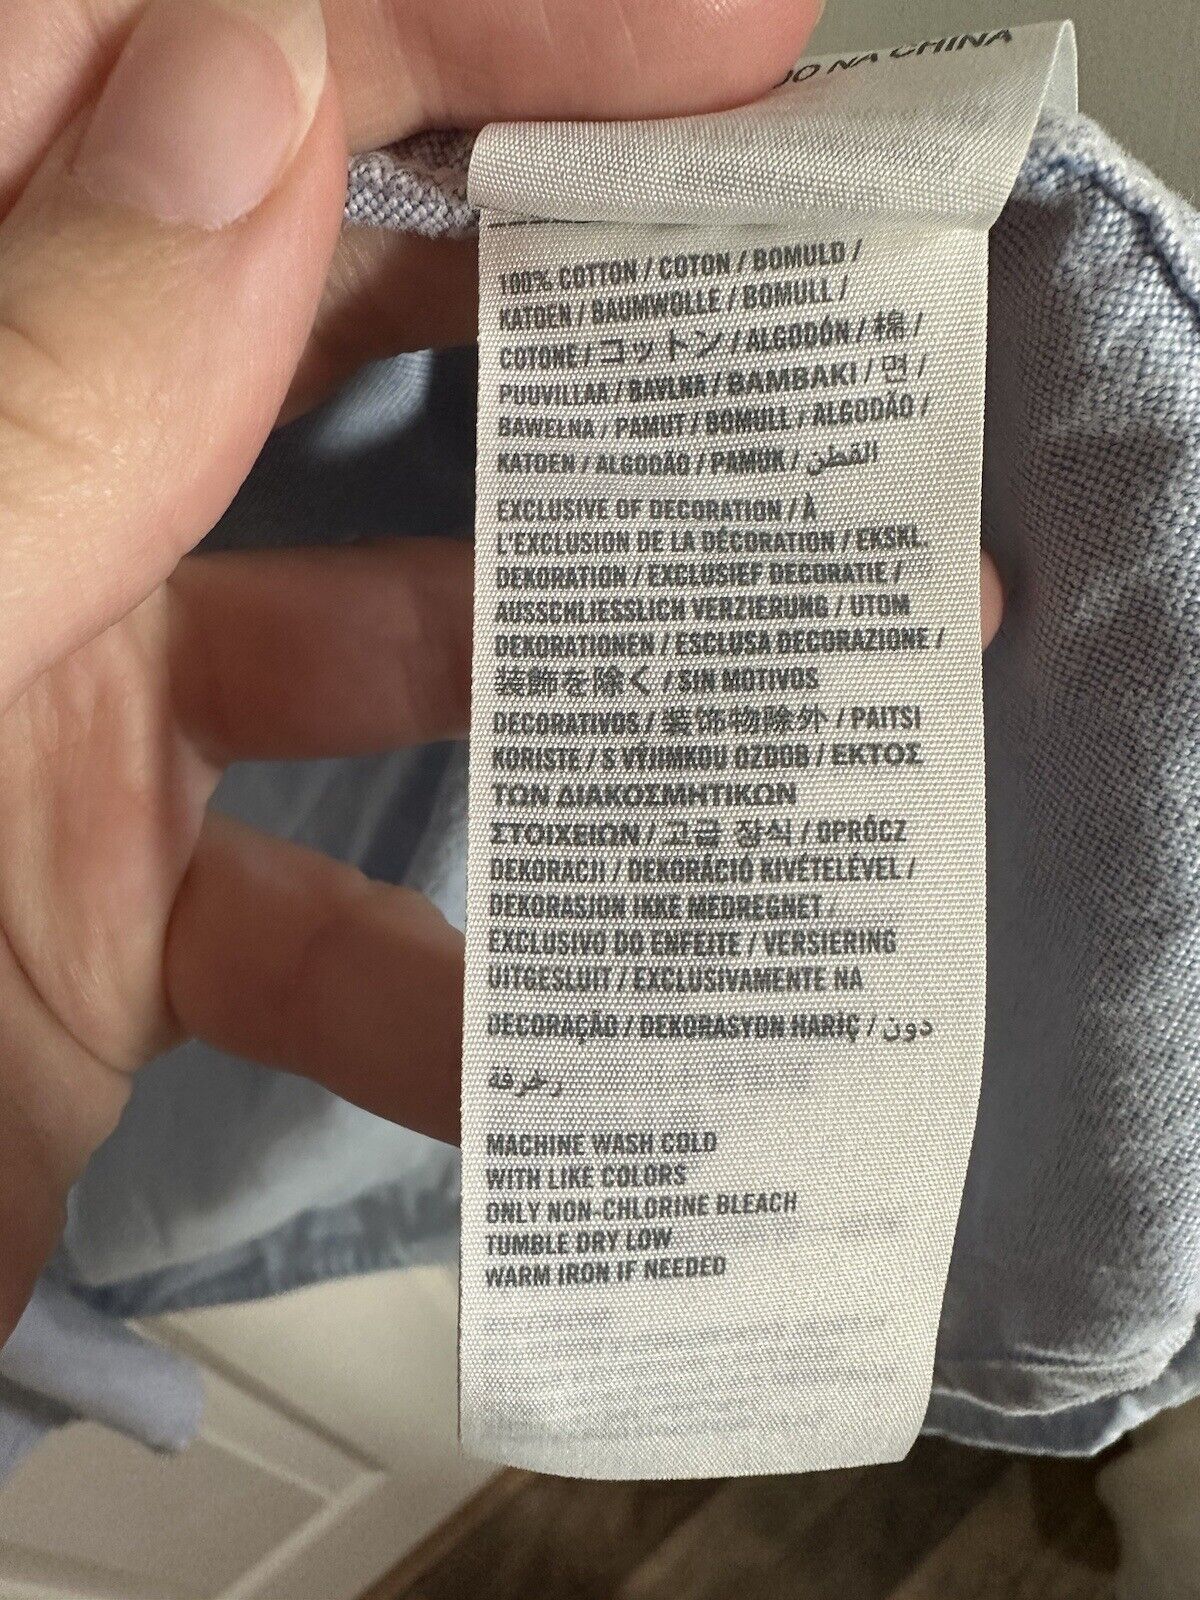 NA CHINA
100% COTTON / COTON / BOMULD /
KATOEN / BAUMWOLLE / BOMULL /
COTONE / コットン / ALGODÓN / 棉 /
PUUVILLAA / BAVLNA / BAMBAKI / 면 /
BAWEŁNA / PAMUT / BOMULL / ALGODÃO /
KATOEN / ALGODÃO / PAMUK / القطن
EXCLUSIVE OF DECORATION / À
L'EXCLUSION DE LA DÉCORATION / EKSKL.
DEKORATION / EXCLUSIEF DECORATIE /
AUSSCHLIESSLICH VERZIERUNG / UTOM
DEKORATIONEN / ESCLUSA DECORAZIONE /
装飾を除く / SIN MOTIVOS
DECORATIVOS / 装饰物除外 / PAITSI
KORISTE / S VÝJIMKOU OZDOB / ΕΚΤΟΣ
ΤΩΝ ΔΙΑΚΟΣΜΗΤΙΚΩΝ
ΣΤΟΙΧΕΙΩΝ / 고급 장식 / OPRÓCZ
DEKORACJI / DEKORÁCIÓ KIVÉTELÉVEL /
DEKORASJON IKKE MEDREGNET /
EXCLUSIVO DO ENFEITE / VERSIERING
UITGESLUIT / EXCLUSIVAMENTE NA
DECORAÇÃO / DEKORASYON HARİÇ / دون
زخرفة
MACHINE WASH COLD
WITH LIKE COLORS
ONLY NON-CHLORINE BLEACH
TUMBLE DRY LOW
WARM IRON IF NEEDED